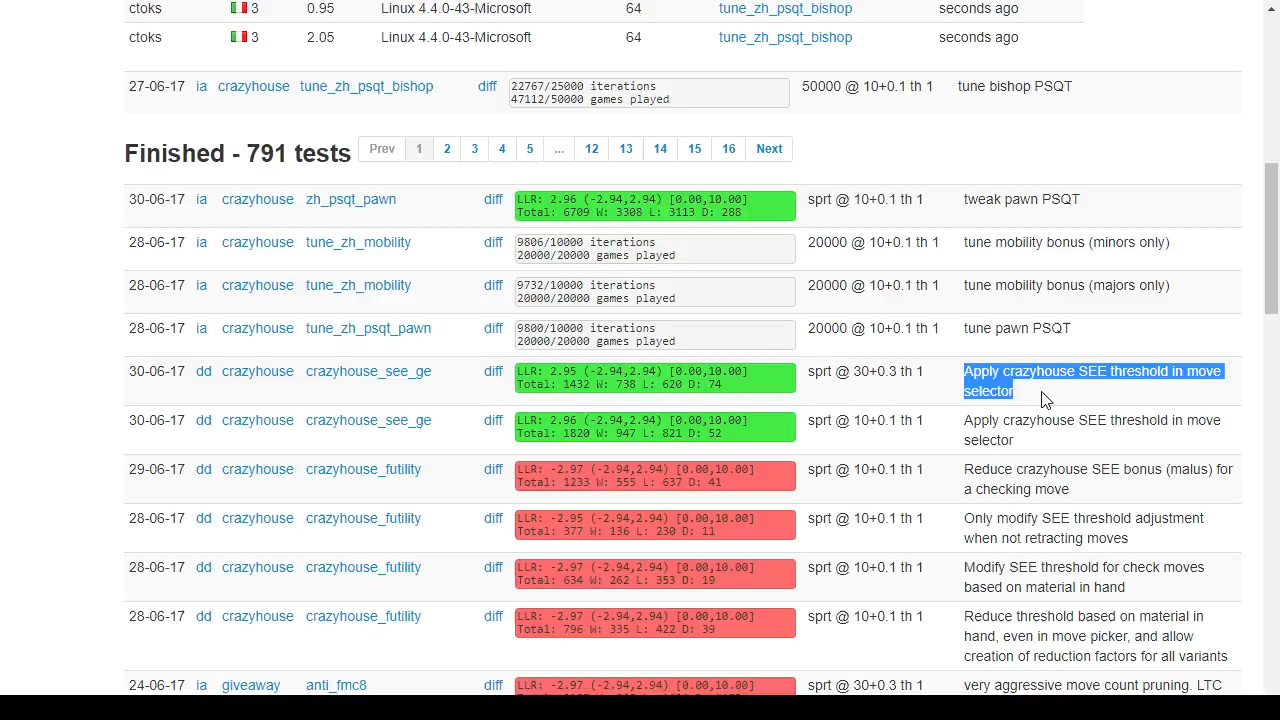 ctoks 3 0.95 Linux 4.4.0-43-Microsoft 64 tune_zh_psqt_bishop seconds ago
ctoks 3 2.05 Linux 4.4.0-43-Microsoft 64 tune_zh_psqt_bishop seconds ago
27-06-17 ia crazyhouse tune_zh_psqt_bishop diff 22767/25000 iterations 50000 @ 10+0.1 th 1 tune bishop PSQT
47112/50000 games played
Finished - 791 tests Prev 1 2 3 4 5 ... 12 13 14 15 16 Next
30-06-17 ia crazyhouse zh_psqt_pawn diff LLR: 2.96 (-2.94,2.94) [0.00,10.00] sprt @ 10+0.1 th 1 tweak pawn PSQT
Total: 6709 W: 3308 L: 3113 D: 288
28-06-17 ia crazyhouse tune_zh_mobility diff 9806/10000 iterations 20000 @ 10+0.1 th 1 tune mobility bonus (minors only)
20000/20000 games played
28-06-17 ia crazyhouse tune_zh_mobility diff 9732/10000 iterations 20000 @ 10+0.1 th 1 tune mobility bonus (majors only)
20000/20000 games played
28-06-17 ia crazyhouse tune_zh_psqt_pawn diff 9800/10000 iterations 20000 @ 10+0.1 th 1 tune pawn PSQT
20000/20000 games played
30-06-17 dd crazyhouse crazyhouse_see_ge diff LLR: 2.95 (-2.94,2.94) [0.00,10.00] sprt @ 30+0.3 th 1 Apply crazyhouse SEE threshold in move
Total: 1432 W: 738 L: 620 D: 74 selector
30-06-17 dd crazyhouse crazyhouse_see_ge diff LLR: 2.96 (-2.94,2.94) [0.00,10.00] sprt @ 10+0.1 th 1 Apply crazyhouse SEE threshold in move
Total: 1820 W: 947 L: 821 D: 52 selector
29-06-17 dd crazyhouse crazyhouse_futility diff LLR: -2.97 (-2.94,2.94) [0.00,10.00] sprt @ 10+0.1 th 1 Reduce crazyhouse SEE bonus (malus) for
Total: 1233 W: 555 L: 637 D: 41 a checking move
28-06-17 dd crazyhouse crazyhouse_futility diff LLR: -2.95 (-2.94,2.94) [0.00,10.00] sprt @ 10+0.1 th 1 Only modify SEE threshold adjustment
Total: 377 W: 136 L: 230 D: 11 when not retracting moves
28-06-17 dd crazyhouse crazyhouse_futility diff LLR: -2.97 (-2.94,2.94) [0.00,10.00] sprt @ 10+0.1 th 1 Modify SEE threshold for check moves
Total: 634 W: 262 L: 353 D: 19 based on material in hand
28-06-17 dd crazyhouse crazyhouse_futility diff LLR: -2.97 (-2.94,2.94) [0.00,10.00] sprt @ 10+0.1 th 1 Reduce threshold based on material in
Total: 796 W: 335 L: 422 D: 39 hand, even in move picker, and allow
creation of reduction factors for all variants
24-06-17 ia giveaway anti_fmc8 diff LLR: -2.97 (-2.94,2.94) [0.00,10.00] sprt @ 30+0.3 th 1 very aggressive move count pruning. LTC